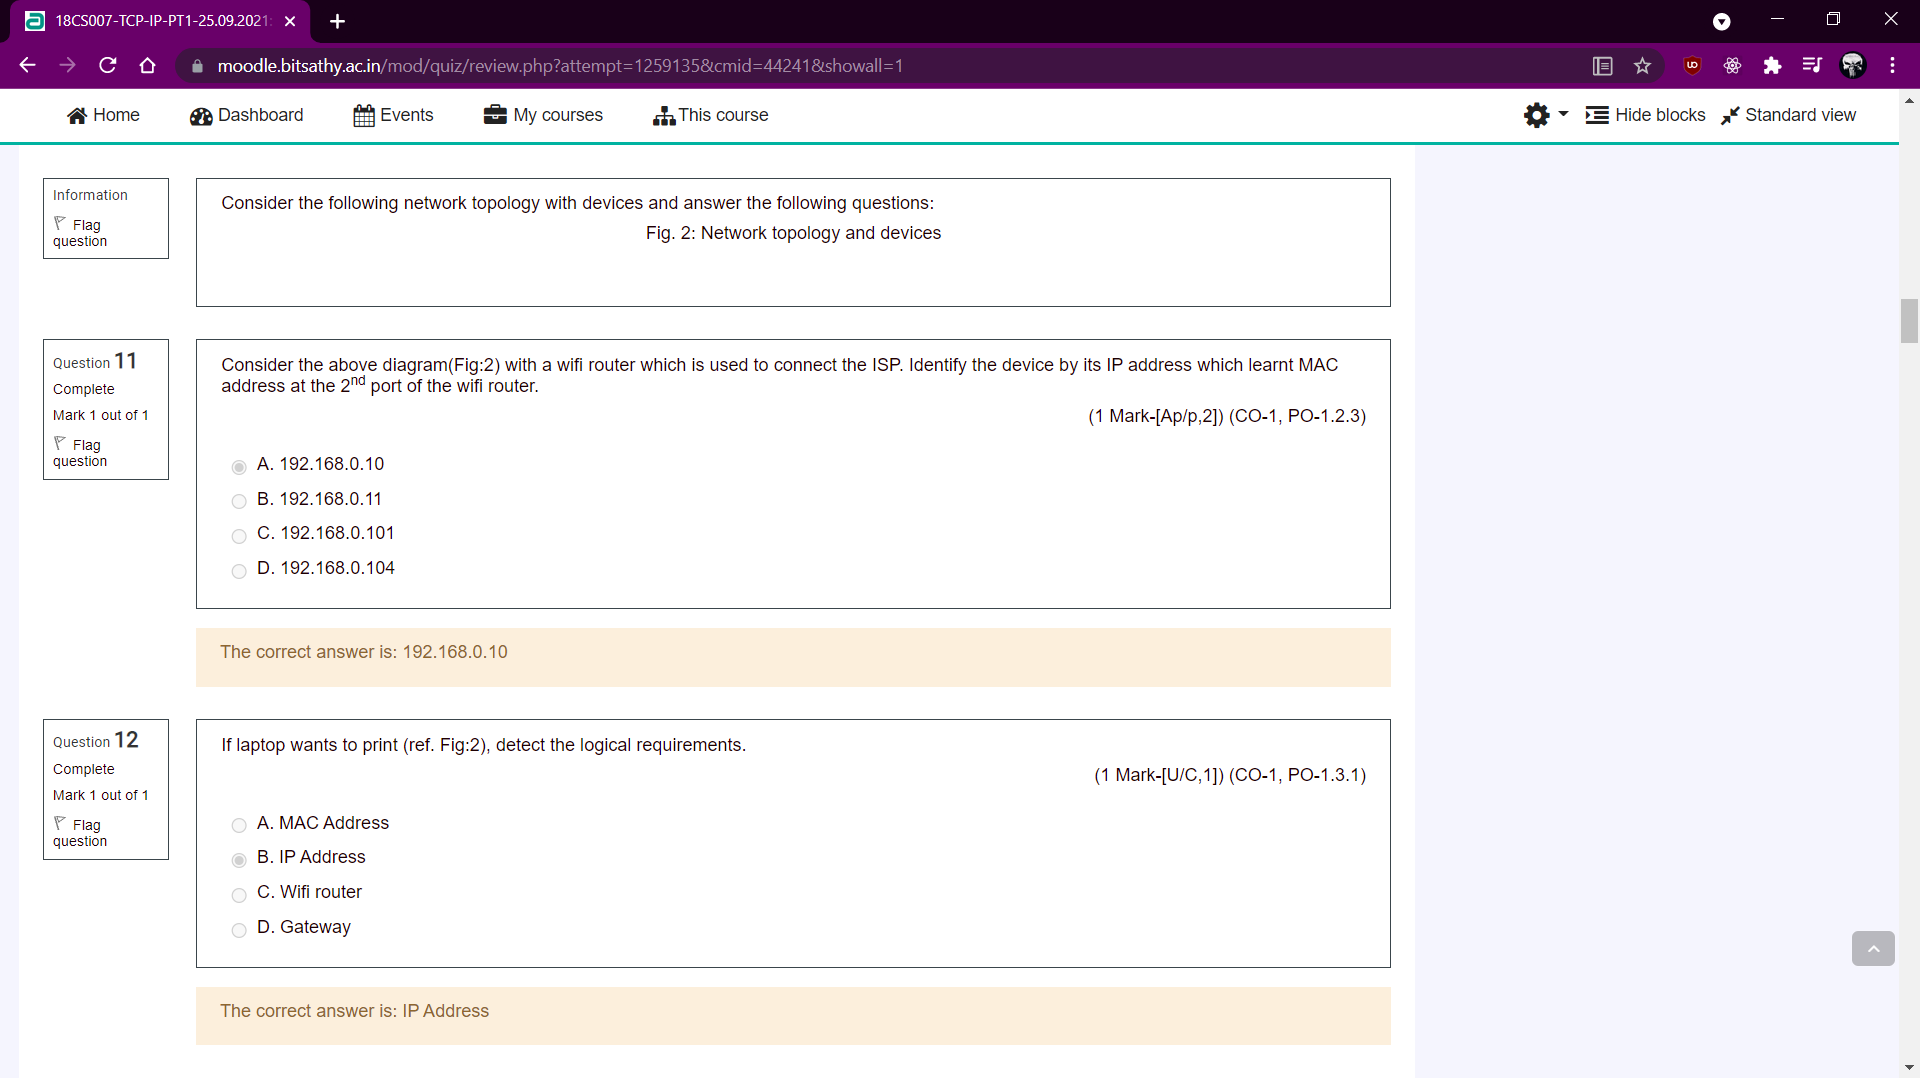 18CS007-TCP-IP-PT1-25.09.2021
moodle.bitsathy.ac.in/mod/quiz/review.php?attempt=1259135&cmid=44241&showall=1
Home Dashboard Events My courses This course Hide blocks Standard view
Information
Flag
question
Consider the following network topology with devices and answer the following questions:
Fig. 2: Network topology and devices
Question 11
Complete
Mark 1 out of 1
Flag
question
Consider the above diagram(Fig:2) with a wifi router which is used to connect the ISP. Identify the device by its IP address which learnt MAC
address at the 2nd port of the wifi router.
(1 Mark-[Ap/p,2]) (CO-1, PO-1.2.3)
A. 192.168.0.10
B. 192.168.0.11
C. 192.168.0.101
D. 192.168.0.104
The correct answer is: 192.168.0.10
Question 12
Complete
Mark 1 out of 1
Flag
question
If laptop wants to print (ref. Fig:2), detect the logical requirements.
(1 Mark-[U/C,1]) (CO-1, PO-1.3.1)
A. MAC Address
B. IP Address
C. Wifi router
D. Gateway
The correct answer is: IP Address